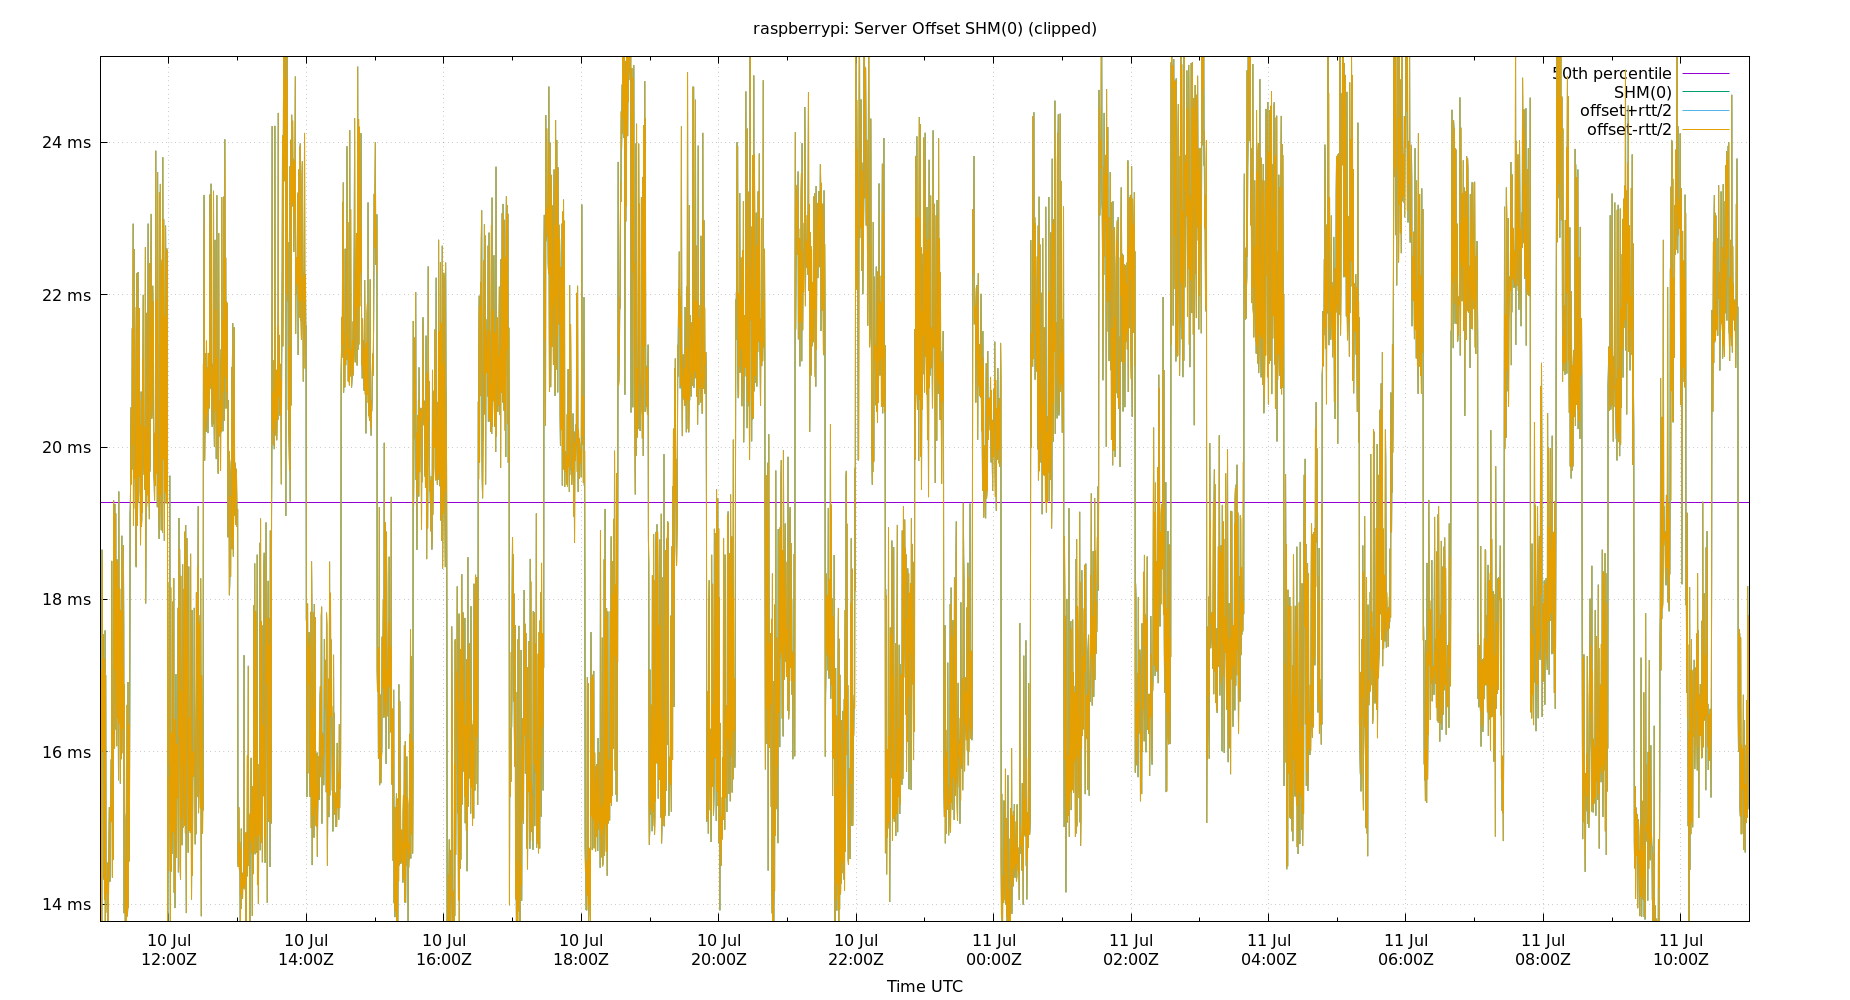 raspberrypi: Server Offset SHM(0) (clipped)
50th percentile
SHM(0)
offset+rtt/2
offset-rtt/2
24 ms
22 ms
20 ms
18 ms
16 ms
14 ms
10 Jul 10 Jul 10 Jul 10 Jul 10 Jul 10 Jul 11 Jul 11 Jul 11 Jul 11 Jul 11 Jul 11 Jul
12:00Z 14:00Z 16:00Z 18:00Z 20:00Z 22:00Z 00:00Z 02:00Z 04:00Z 06:00Z 08:00Z 10:00Z
Time UTC